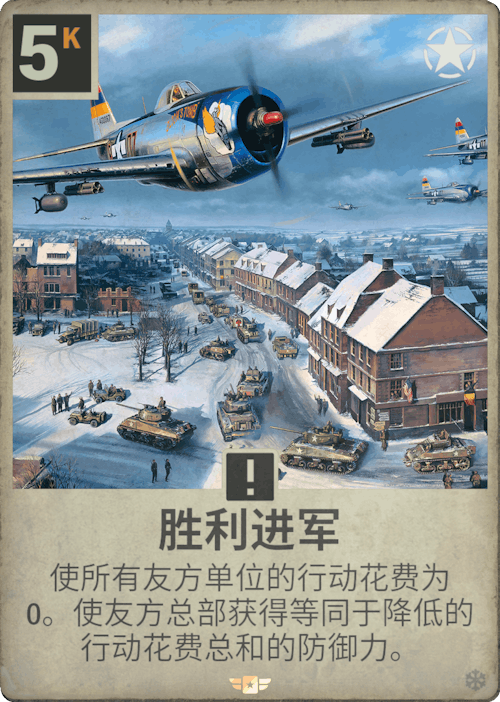 5K
胜利进军
使所有友方单位的行动花费为
0。使友方总部获得等同于降低的
行动花费总和的防御力。